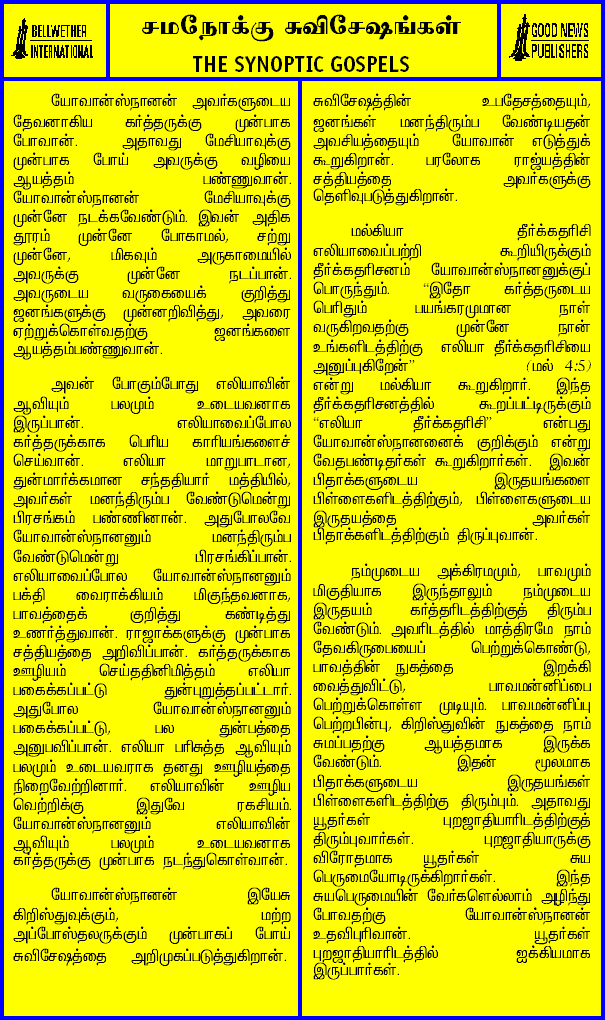 BELLWETHER
INTERNATIONAL
சமநோக்கு சுவிசேஷங்கள்
THE SYNOPTIC GOSPELS
GOOD NEWS
PUBLISHERS
யோவான்ஸ்நானன் அவர்களுடைய
தேவனாகிய கர்த்தருக்கு முன்பாக
போவான். அதாவது மேசியாவுக்கு
முன்பாக போய் அவருக்கு வழியை
ஆயத்தம் பண்ணுவான்.
யோவான்ஸ்நானன் மேசியாவுக்கு
முன்னே நடக்கவேண்டும். இவன் அதிக
தூரம் முன்னே போகாமல், சற்று
முன்னே, மிகவும் அருகாமையில்
அவருக்கு முன்னே நடப்பான்.
அவருடைய வருகையைக் குறித்து
ஜனங்களுக்கு முன்னறிவித்து, அவரை
ஏற்றுக்கொள்வதற்கு ஜனங்களை
ஆயத்தம்பண்ணுவான்.
அவன் போகும்போது எலியாவின்
ஆவியும் பலமும் உடையவனாக
இருப்பான். எலியாவைப்போல
கர்த்தருக்காக பெரிய காரியங்களைச்
செய்வான். எலியா மாறுபாடான,
துன்மார்க்கமான சந்ததியார் மத்தியில்,
அவர்கள் மனந்திரும்ப வேண்டுமென்று
பிரசங்கம் பண்ணினான். அதுபோலவே
யோவான்ஸ்நானனும் மனந்திரும்ப
வேண்டுமென்று பிரசங்கிப்பான்.
எலியாவைப்போல யோவான்ஸ்நானனும்
பக்தி வைராக்கியம் மிகுந்தவனாக,
பாவத்தைக் குறித்து கண்டித்து
உணர்த்துவான். ராஜாக்களுக்கு முன்பாக
சத்தியத்தை அறிவிப்பான். கர்த்தருக்காக
ஊழியம் செய்ததினிமித்தம் எலியா
பகைக்கப்பட்டு துன்புறுத்தப்பட்டார்.
அதுபோல யோவான்ஸ்நானனும்
பகைக்கப்பட்டு, பல துன்பத்தை
அனுபவிப்பான். எலியா பரிசுத்த ஆவியும்
பலமும் உடையவராக தனது ஊழியத்தை
நிறைவேற்றினார். எலியாவின் ஊழிய
வெற்றிக்கு இதுவே ரகசியம்.
யோவான்ஸ்நானனும் எலியாவின்
ஆவியும் பலமும் உடையவனாக
கர்த்தருக்கு முன்பாக நடந்துகொள்வான்.
யோவான்ஸ்நானன் இயேசு
கிறிஸ்துவுக்கும், மற்ற
அப்போஸ்தலருக்கும் முன்பாகப் போய்
சுவிசேஷத்தை அறிமுகப்படுத்துகிறான்.
சுவிசேஷத்தின் உபதேசத்தையும்,
ஜனங்கள் மனந்திரும்ப வேண்டியதன்
அவசியத்தையும் யோவான் எடுத்துக்
கூறுகிறான். பரலோக ராஜ்யத்தின்
சத்தியத்தை அவர்களுக்கு
தெளிவுபடுத்துகிறான்.
மல்கியா தீர்க்கதரிசி
எலியாவைப்பற்றி கூறியிருக்கும்
தீர்க்கதரிசனம் யோவான்ஸ்நானனுக்குப்
பொருந்தும். “இதோ கர்த்தருடைய
பெரிதும் பயங்கரமுமான நாள்
வருகிறவதற்கு முன்னே நான்
உங்களிடத்திற்கு எலியா தீர்க்கதரிசியை
அனுப்புகிறேன்” (மல் 4:5)
என்று மல்கியா கூறுகிறார். இந்த
தீர்க்கதரிசனத்தில் கூறப்பட்டிருக்கும்
“எலியா தீர்க்கதரிசி” என்பது
யோவான்ஸ்நானனைக் குறிக்கும் என்று
வேதபண்டிதர்கள் கூறுகிறார்கள். இவன்
பிதாக்களுடைய இருதயங்களை
பிள்ளைகளிடத்திற்கும், பிள்ளைகளுடைய
இருதயத்தை அவர்கள்
பிதாக்களிடத்திற்கும் திருப்புவான்.
நம்முடைய அக்கிரமமும், பாவமும்
மிகுதியாக இருந்தாலும் நம்முடைய
இருதயம் கர்த்தரிடத்திற்குத் திரும்ப
வேண்டும். அவரிடத்தில் மாத்திரமே நாம்
தேவகிருபையைப் பெற்றுக்கொண்டு,
பாவத்தின் நுகத்தை இறக்கி
வைத்துவிட்டு, பாவமன்னிப்பை
பெற்றுக்கொள்ள முடியும். பாவமன்னிப்பு
பெற்றபின்பு, கிறிஸ்துவின் நுகத்தை நாம்
சுமப்பதற்கு ஆயத்தமாக இருக்க
வேண்டும். இதன் மூலமாக
பிதாக்களுடைய இருதயங்கள்
பிள்ளைகளிடத்திற்கு திரும்பும். அதாவது
யூதர்கள் புறஜாதியாரிடத்திற்குத்
திரும்புவார்கள். புறஜாதியாருக்கு
விரோதமாக யூதர்கள் சுய
பெருமையோடிருக்கிறார்கள். இந்த
சுயபெருமையின் வேர்களெல்லாம் அழிந்து
போவதற்கு யோவான்ஸ்நானன்
உதவிபுரிவான். யூதர்கள்
புறஜாதியாரிடத்தில் ஐக்கியமாக
இருப்பார்கள்.